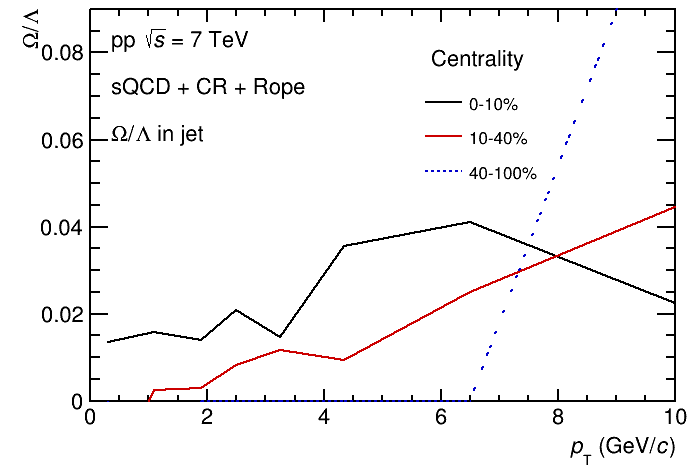 Ω/Λ
pp √s = 7 TeV
sQCD + CR + Rope
Ω/Λ in jet
Centrality
0-10%
10-40%
40-100%
0.08
0.06
0.04
0.02
0
0 2 4 6 8 10
p_T (GeV/c)